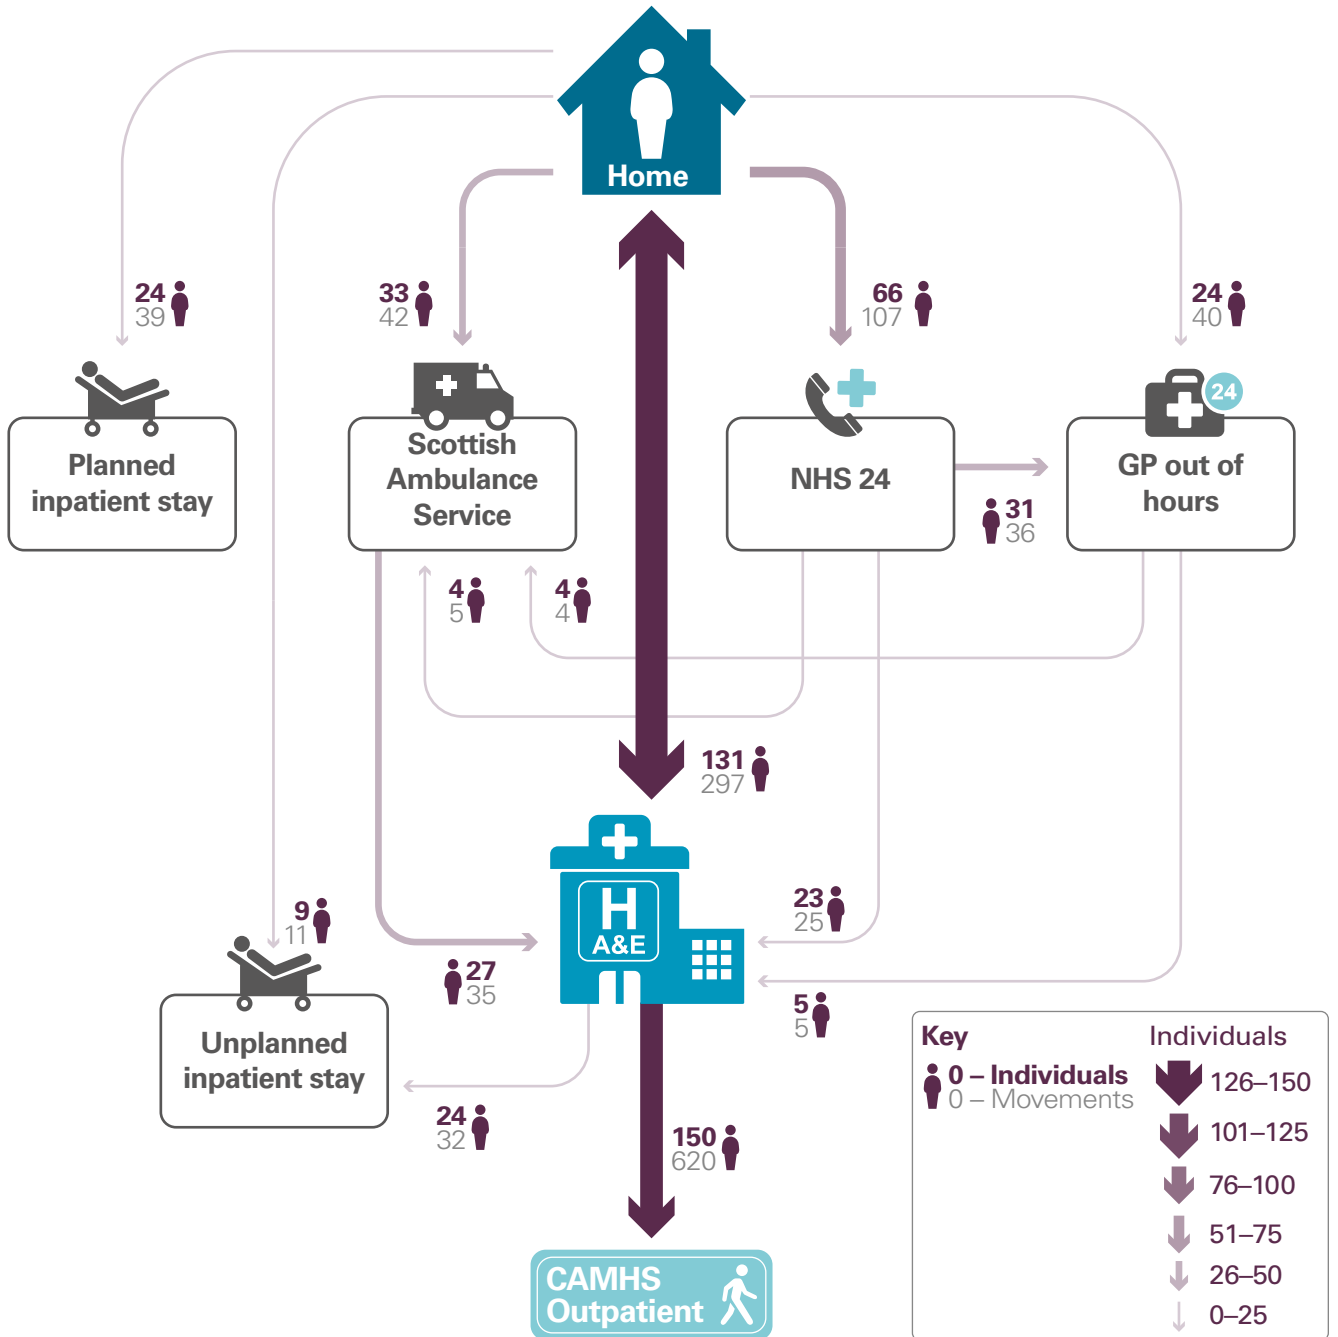 Home
24
39
33
42
66
107
24
40
24
Planned
inpatient stay
Scottish
Ambulance
Service
NHS 24
GP out of
hours
31
36
4
5
4
4
131
297
H
A&E
23
25
9
11
27
35
5
5
Unplanned
inpatient stay
24
32
150
620
CAMHS
Outpatient
Key
0 – Individuals
0 – Movements
Individuals
126–150
101–125
76–100
51–75
26–50
0–25